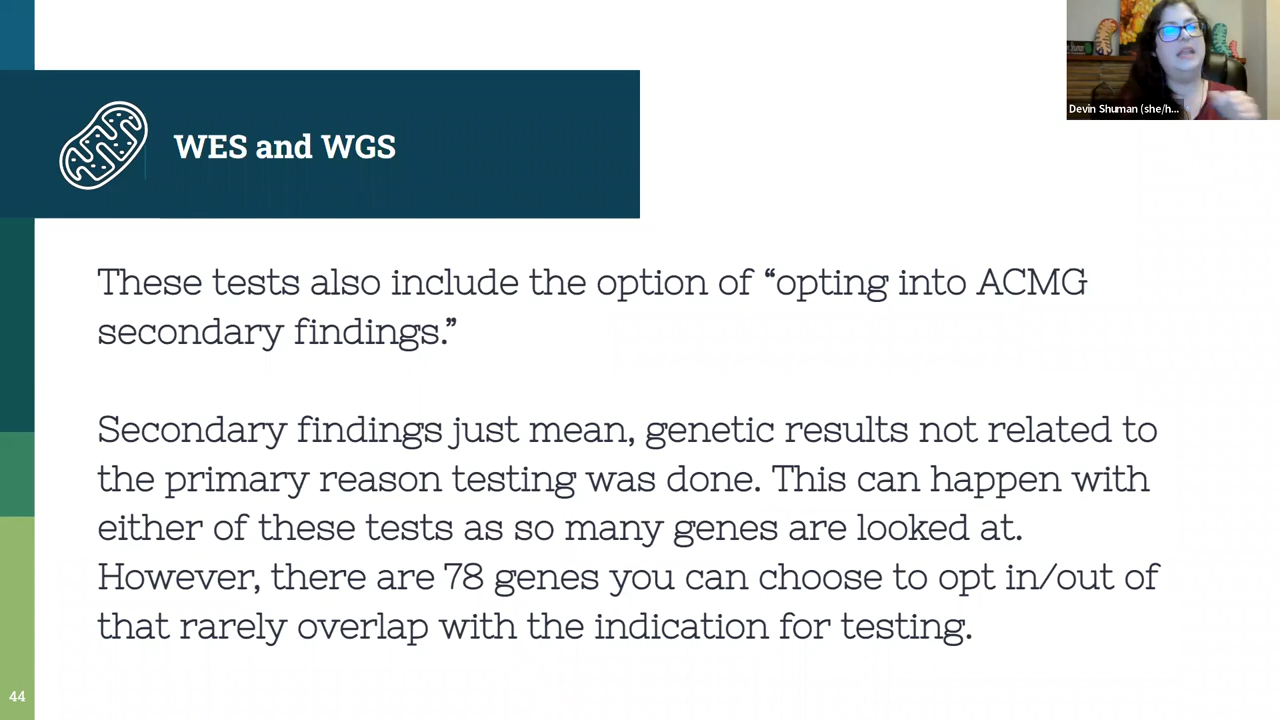 Devin Shuman (she/h...
WES and WGS
These tests also include the option of “opting into ACMG
secondary findings.”
Secondary findings just mean, genetic results not related to
the primary reason testing was done. This can happen with
either of these tests as so many genes are looked at.
However, there are 78 genes you can choose to opt in/out of
that rarely overlap with the indication for testing.
44